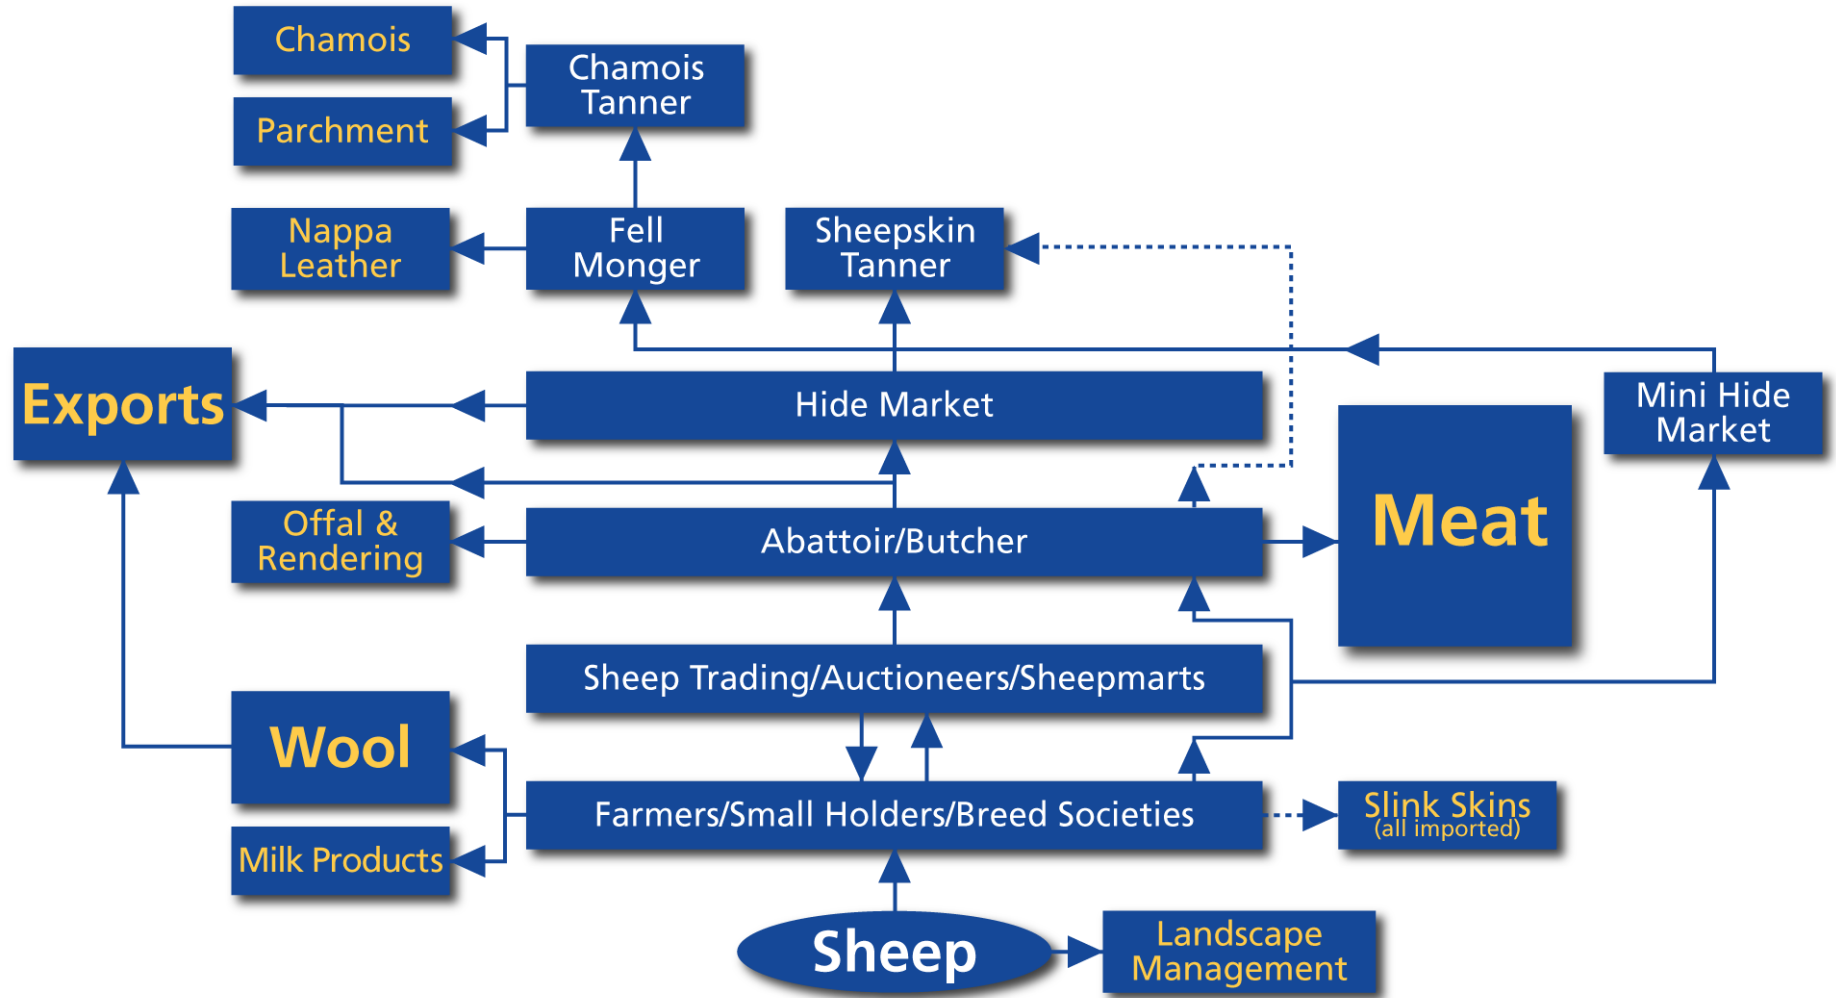 Chamois
Chamois
Tanner
Parchment
Nappa
Leather
Fell
Monger
Sheepskin
Tanner
Exports
Hide Market
Mini Hide
Market
Meat
Offal &
Rendering
Abattoir/Butcher
Sheep Trading/Auctioneers/Sheepmarts
Wool
Farmers/Small Holders/Breed Societies
Slink Skins
(all imported)
Milk Products
Sheep
Landscape
Management